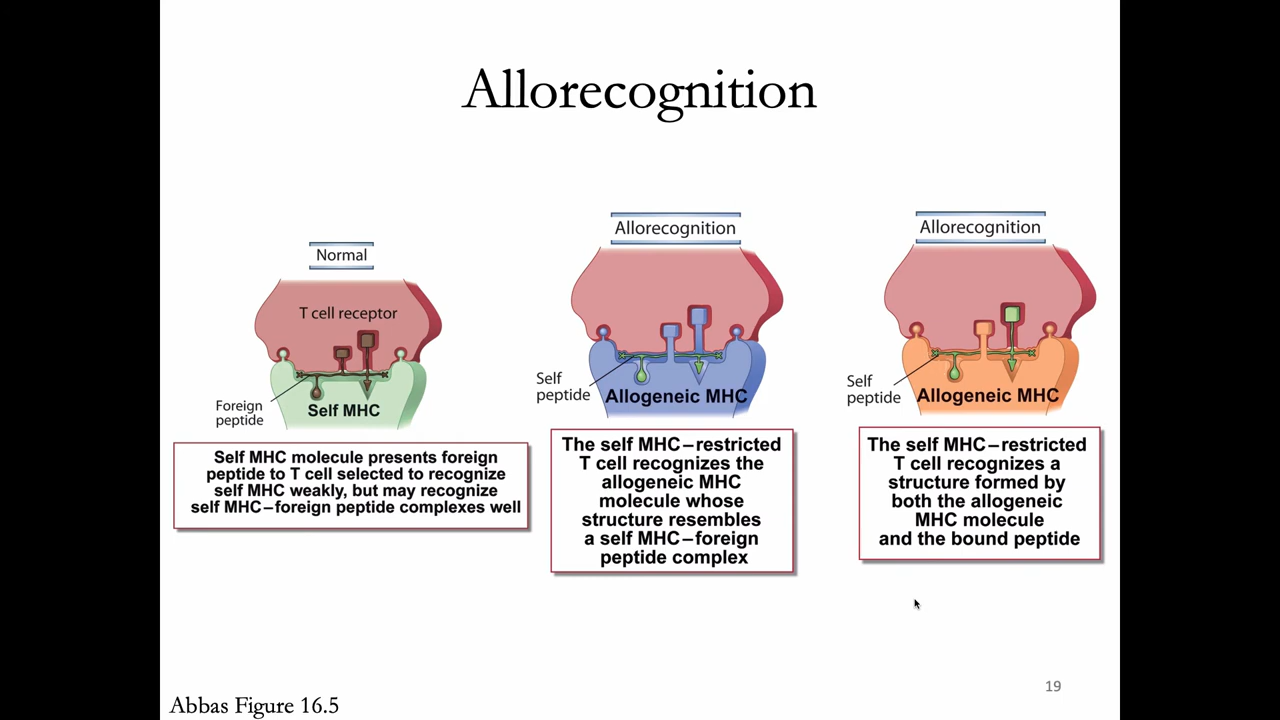 Allorecognition
Normal
T cell receptor
Foreign
peptide
Self MHC
Self MHC molecule presents foreign
peptide to T cell selected to recognize
self MHC weakly, but may recognize
self MHC–foreign peptide complexes well
Allorecognition
Self
peptide
Allogeneic MHC
The self MHC–restricted
T cell recognizes the
allogeneic MHC
molecule whose
structure resembles
a self MHC–foreign
peptide complex
Allorecognition
Self
peptide
Allogeneic MHC
The self MHC–restricted
T cell recognizes a
structure formed by
both the allogeneic
MHC molecule
and the bound peptide
19
Abbas Figure 16.5